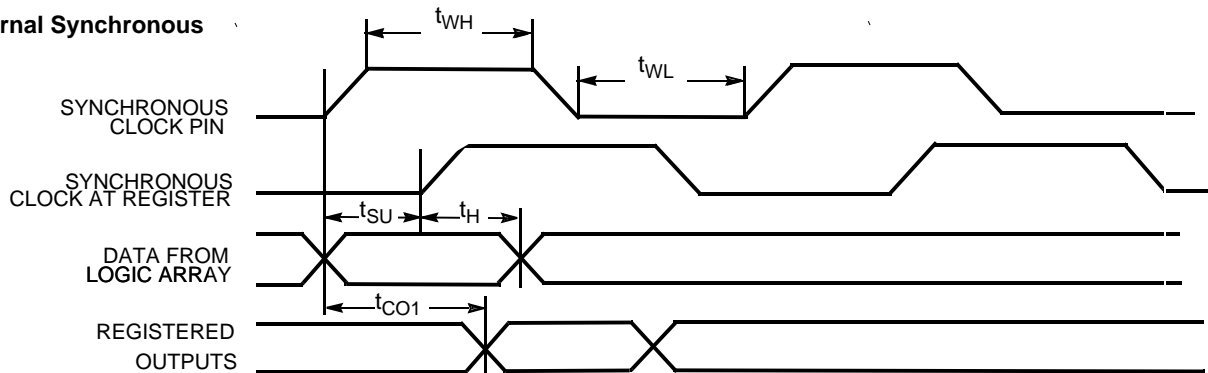 rnal Synchronous
tWH
tWL
SYNCHRONOUS
CLOCK PIN
SYNCHRONOUS
CLOCK AT REGISTER
tSU
tH
DATA FROM
LOGIC ARRAY
tCO1
REGISTERED
OUTPUTS